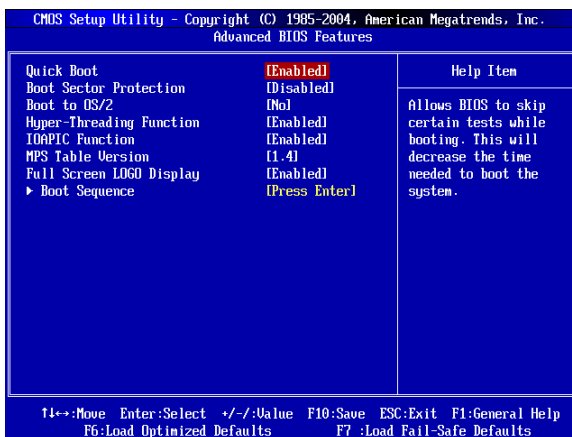 CMOS Setup Utility - Copyright (C) 1985-2004, American Megatrends, Inc.
Advanced BIOS Features
Quick Boot [Enabled]
Boot Sector Protection [Disabled]
Boot to OS/2 [No]
Hyper-Threading Function [Enabled]
IOAPIC Function [Enabled]
MPS Table Version [1.4]
Full Screen LOGO Display [Enabled]
▶ Boot Sequence [Press Enter]
Help Item
Allows BIOS to skip
certain tests while
booting. This will
decrease the time
needed to boot the
system.
↑↓↔:Move Enter:Select +/-/:Value F10:Save ESC:Exit F1:General Help
F6:Load Optimized Defaults F7 :Load Fail-Safe Defaults